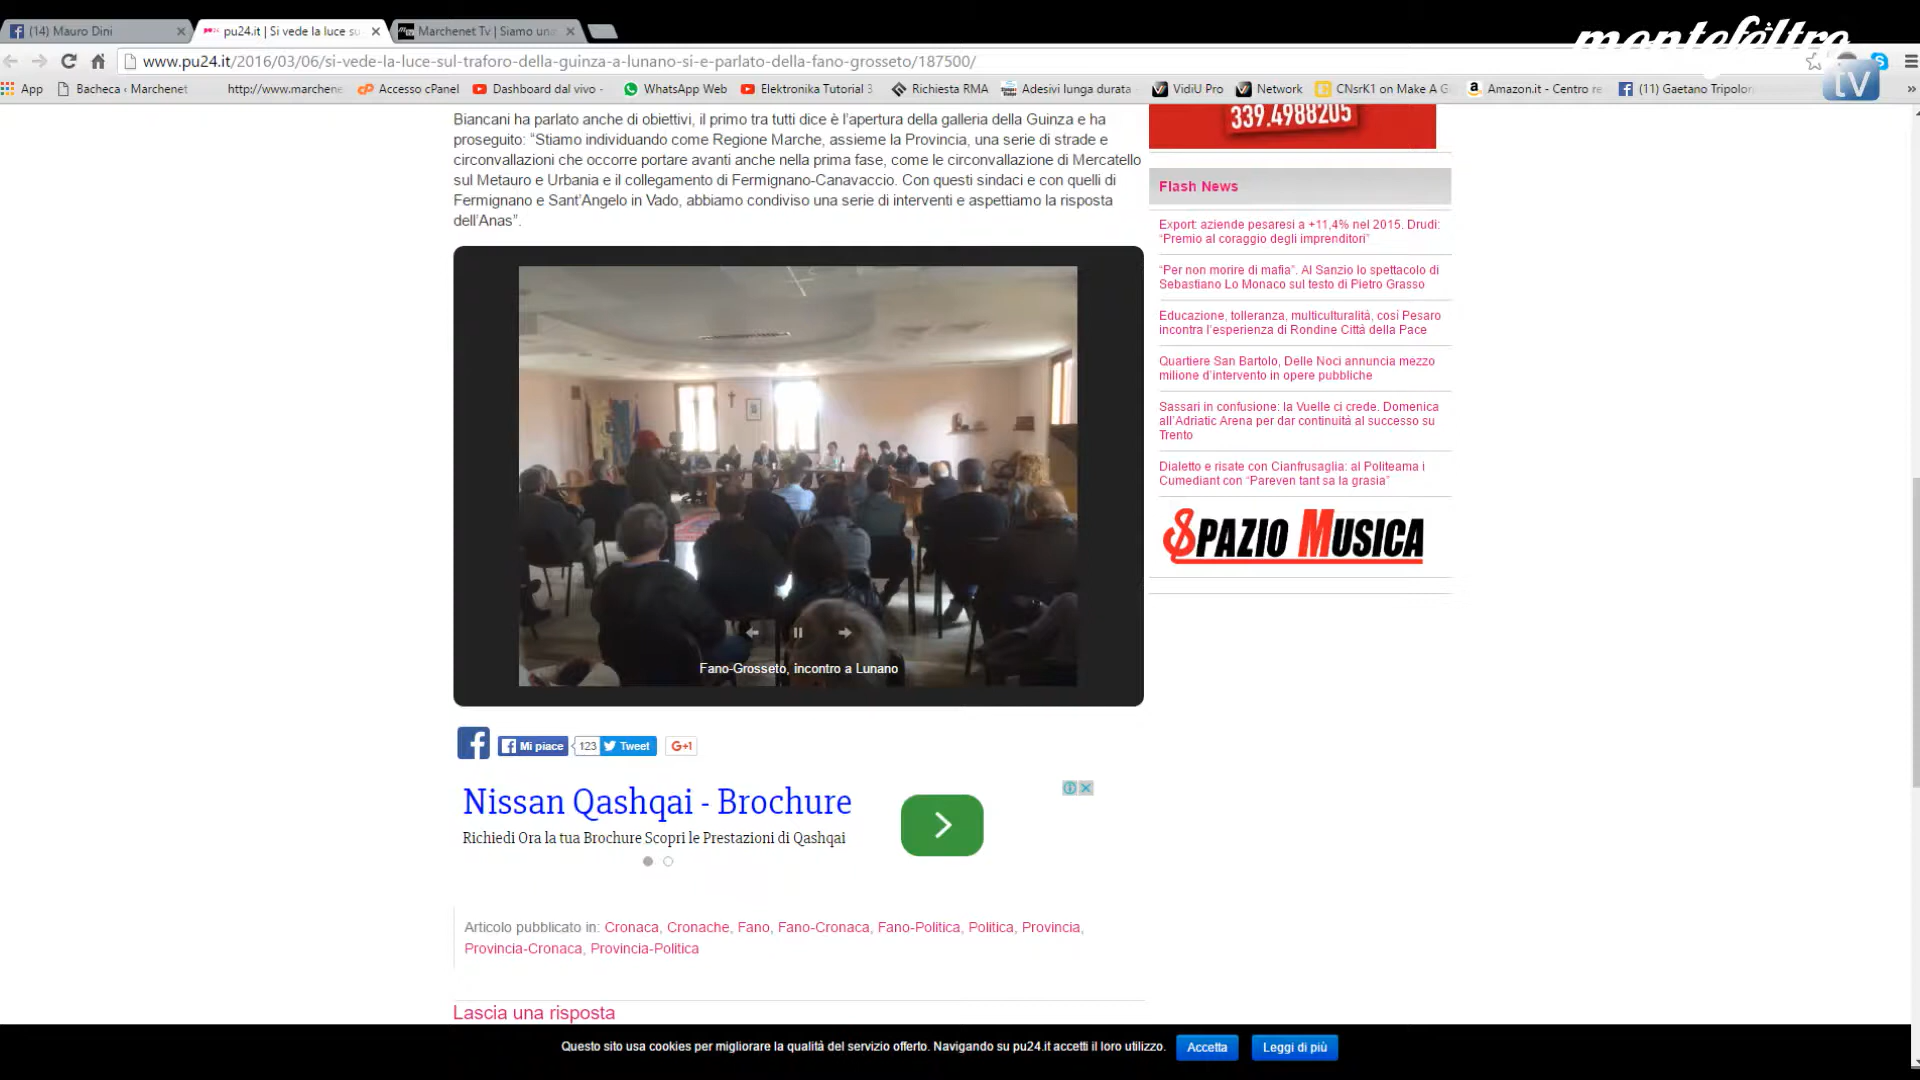 montefeltro
tv
(14) Mauro Dini
pu24.it | Si vede la luce su
Marchenet Tv | Siamo una
www.pu24.it/2016/03/06/si-vede-la-luce-sul-traforo-della-guinza-a-lunano-si-e-parlato-della-fano-grosseto/187500/
App Bacheca ‹ Marchenet http://www.marchene Accesso cPanel Dashboard dal vivo - WhatsApp Web Elektronika Tutorial 3 Richiesta RMA Adesivi lunga durata VidiU Pro Network CNsrK1 on Make A G Amazon.it - Centro re (11) Gaetano Tripolon »
Biancani ha parlato anche di obiettivi, il primo tra tutti dice è l’apertura della galleria della Guinza e ha
proseguito: “Stiamo individuando come Regione Marche, assieme la Provincia, una serie di strade e
circonvallazioni che occorre portare avanti anche nella prima fase, come le circonvallazione di Mercatello
sul Metauro e Urbania e il collegamento di Fermignano-Canavaccio. Con questi sindaci e con quelli di
Fermignano e Sant’Angelo in Vado, abbiamo condiviso una serie di interventi e aspettiamo la risposta
dell’Anas”.
Fano-Grosseto, incontro a Lunano
Mi piace 123 Tweet G+1
Nissan Qashqai - Brochure
Richiedi Ora la tua Brochure Scopri le Prestazioni di Qashqai
Articolo pubblicato in: Cronaca, Cronache, Fano, Fano-Cronaca, Fano-Politica, Politica, Provincia,
Provincia-Cronaca, Provincia-Politica
Lascia una risposta
339.4988205
Flash News
Export: aziende pesaresi a +11,4% nel 2015. Drudi:
“Premio al coraggio degli imprenditori”
“Per non morire di mafia”. Al Sanzio lo spettacolo di
Sebastiano Lo Monaco sul testo di Pietro Grasso
Educazione, tolleranza, multiculturalità, così Pesaro
incontra l’esperienza di Rondine Città della Pace
Quartiere San Bartolo, Delle Noci annuncia mezzo
milione d’intervento in opere pubbliche
Sassari in confusione: la Vuelle ci crede. Domenica
all’Adriatic Arena per dar continuità al successo su
Trento
Dialetto e risate con Cianfrusaglia: al Politeama i
Cumediant con “Pareven tant sa la grasia”
SPAZIO MUSICA
Questo sito usa cookies per migliorare la qualità del servizio offerto. Navigando su pu24.it accetti il loro utilizzo. Accetta Leggi di più